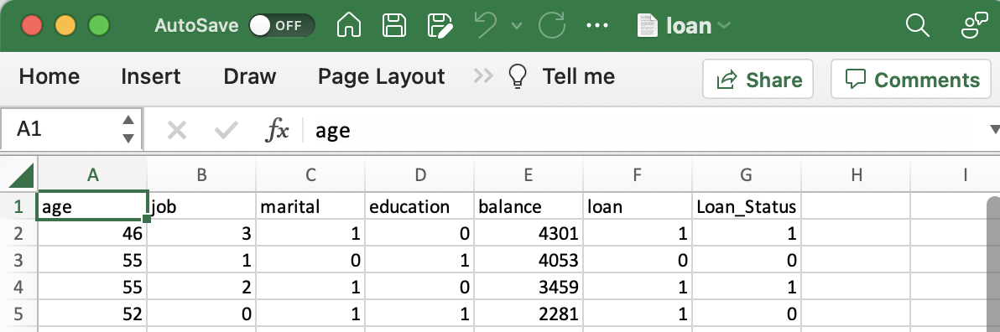 AutoSave OFF loan
Home Insert Draw Page Layout Tell me Share Comments
A1 fx age
A B C D E F G H I
1 age job marital education balance loan Loan_Status
2 46 3 1 0 4301 1 1
3 55 1 0 1 4053 0 0
4 55 2 1 0 3459 1 1
5 52 0 1 1 2281 1 0